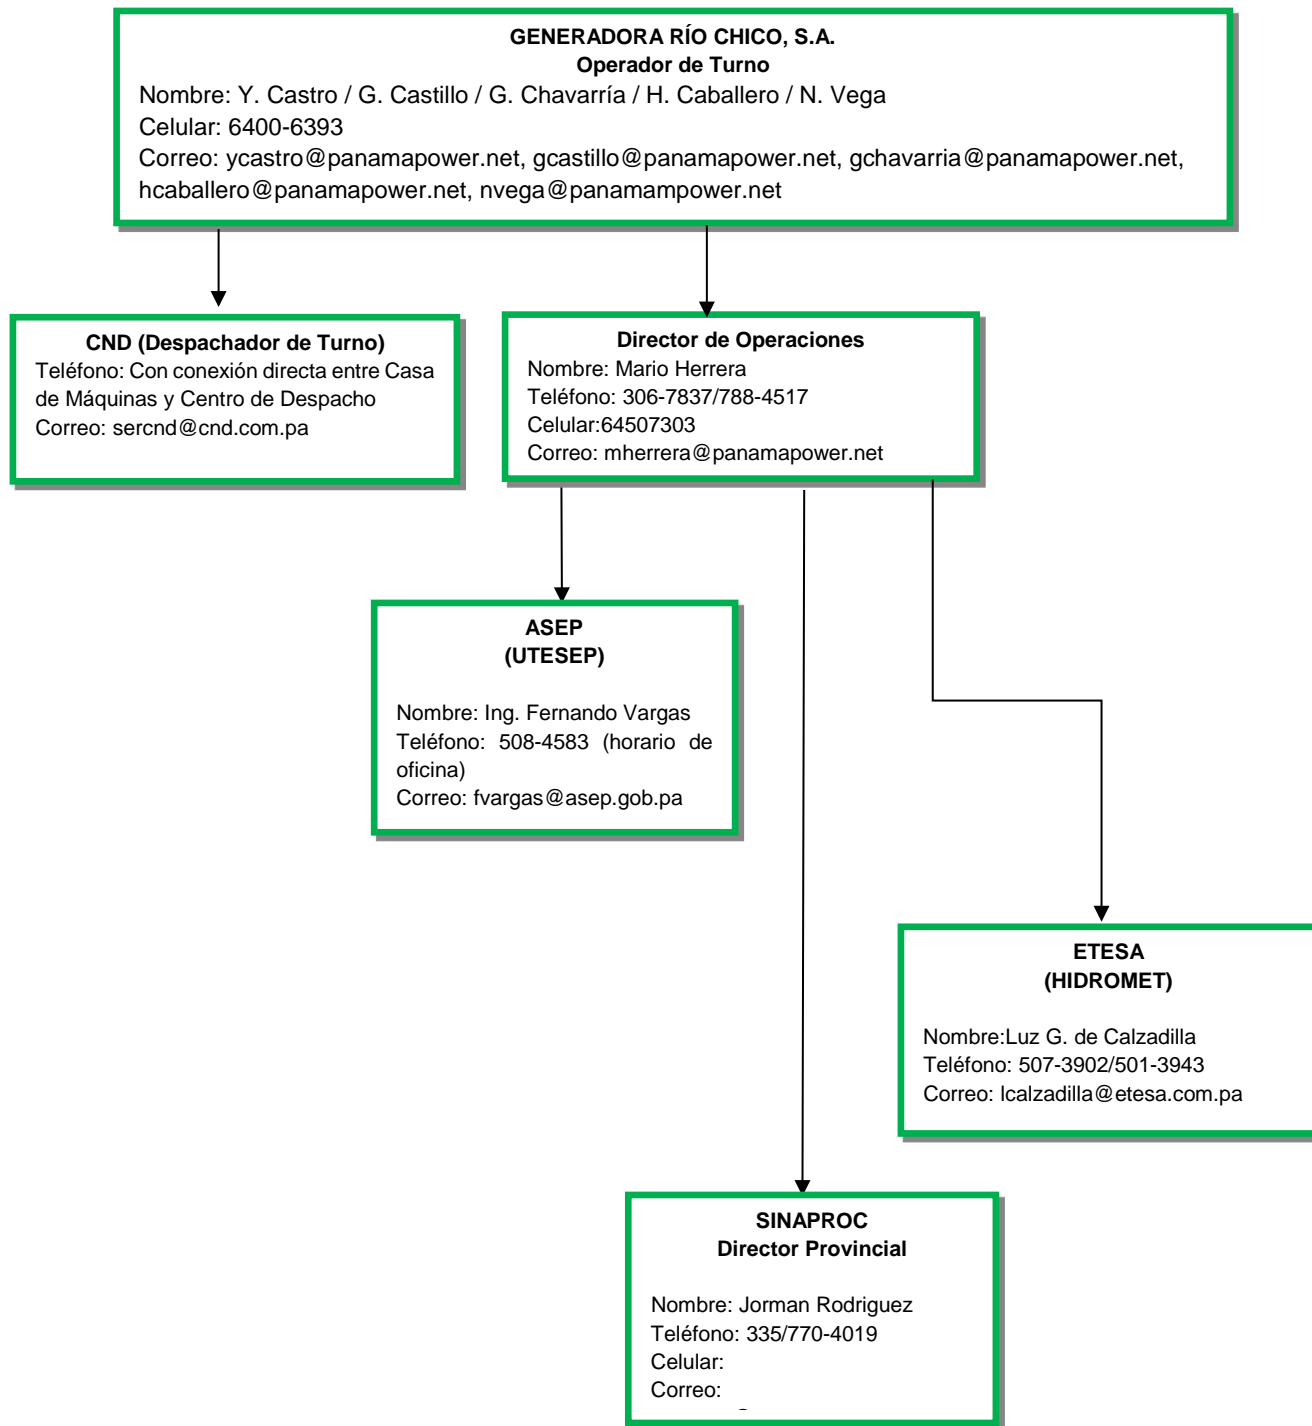 GENERADORA RÍO CHICO, S.A.
Operador de Turno
Nombre: Y. Castro / G. Castillo / G. Chavarría / H. Caballero / N. Vega
Celular: 6400-6393
Correo: ycastro@panamapower.net, gcastillo@panamapower.net, gchavarria@panamapower.net,
hcaballero@panamapower.net, nvega@panamampower.net
CND (Despachador de Turno)
Teléfono: Con conexión directa entre Casa
de Máquinas y Centro de Despacho
Correo: sercnd@cnd.com.pa
Director de Operaciones
Nombre: Mario Herrera
Teléfono: 306-7837/788-4517
Celular:64507303
Correo: mherrera@panamapower.net
ASEP
(UTESEP)
Nombre: Ing. Fernando Vargas
Teléfono: 508-4583 (horario de
oficina)
Correo: fvargas@asep.gob.pa
ETESA
(HIDROMET)
Nombre:Luz G. de Calzadilla
Teléfono: 507-3902/501-3943
Correo: lcalzadilla@etesa.com.pa
SINAPROC
Director Provincial
Nombre: Jorman Rodriguez
Teléfono: 335/770-4019
Celular:
Correo: